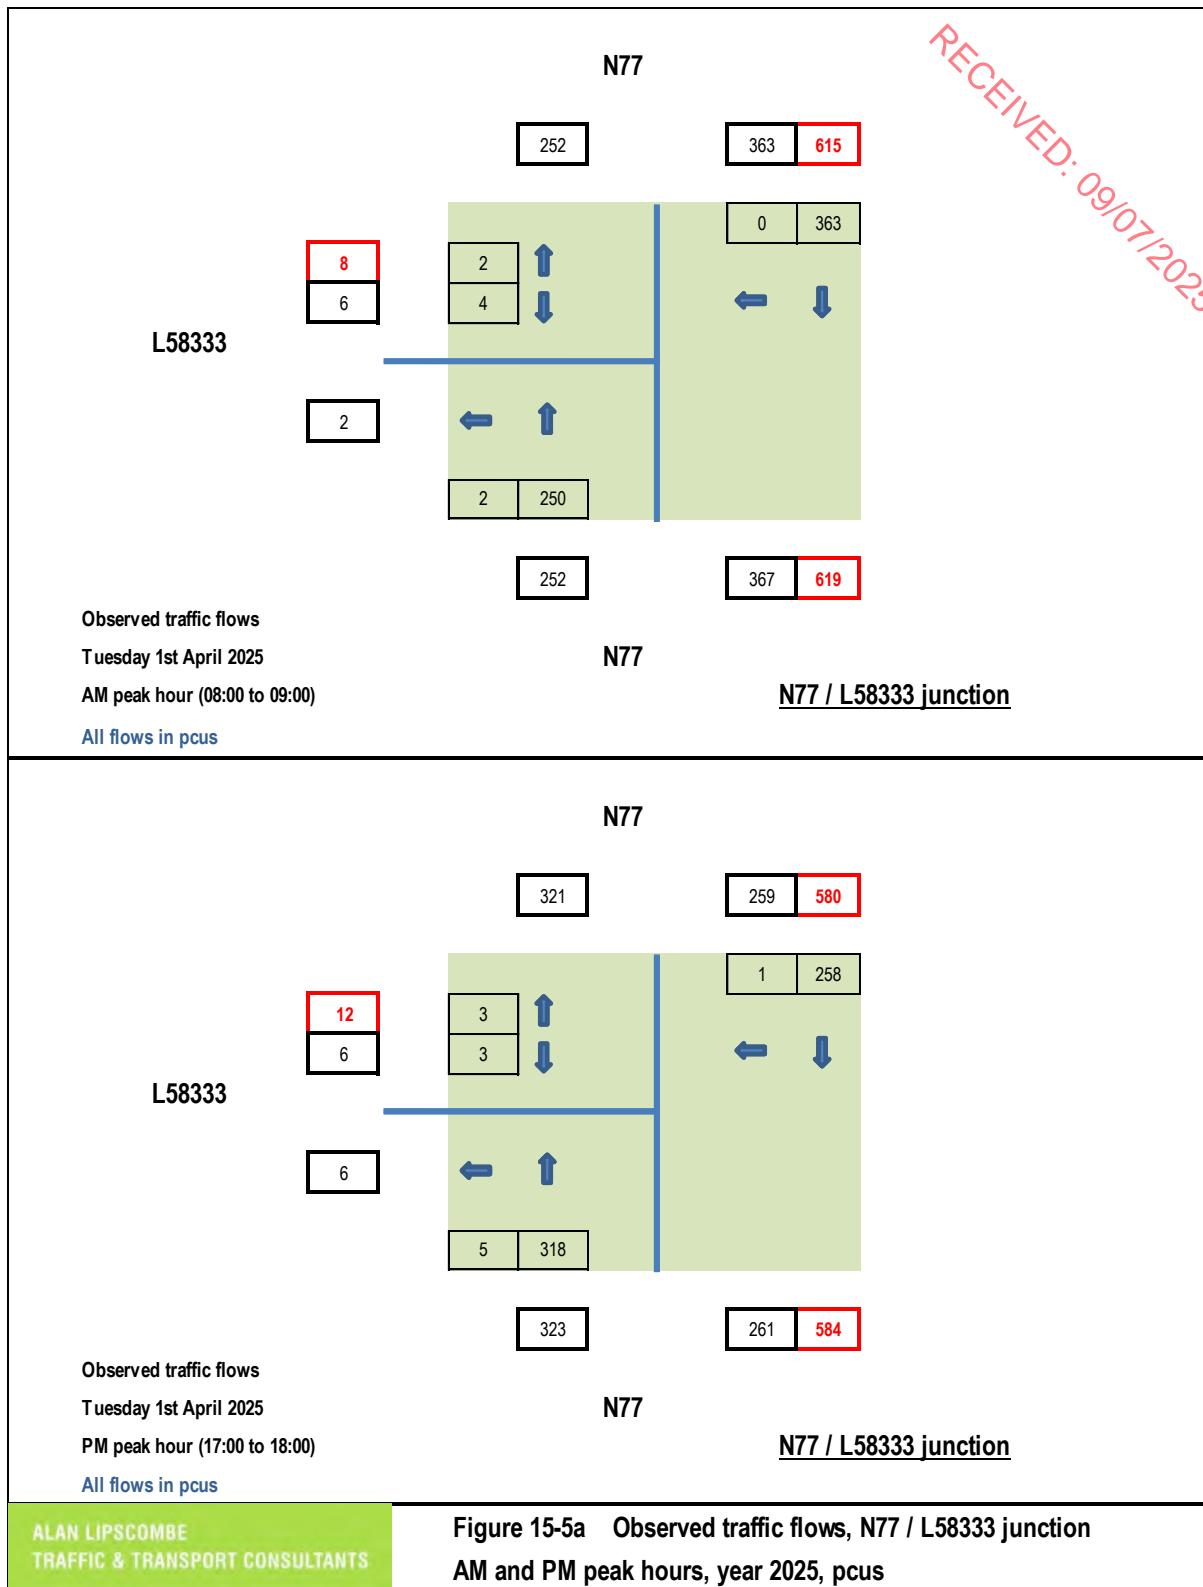 RECEIVED: 09/07/2025
N77
252 363 615
0 363
8 2
6 4
L58333
2
2 250
252 367 619
Observed traffic flows
Tuesday 1st April 2025
N77
AM peak hour (08:00 to 09:00)
N77 / L58333 junction
All flows in pcus
N77
321 259 580
1 258
12 3
6 3
L58333
6
5 318
323 261 584
Observed traffic flows
Tuesday 1st April 2025
N77
PM peak hour (17:00 to 18:00)
N77 / L58333 junction
All flows in pcus
ALAN LIPSCOMBE
TRAFFIC & TRANSPORT CONSULTANTS
Figure 15-5a Observed traffic flows, N77 / L58333 junction
AM and PM peak hours, year 2025, pcus